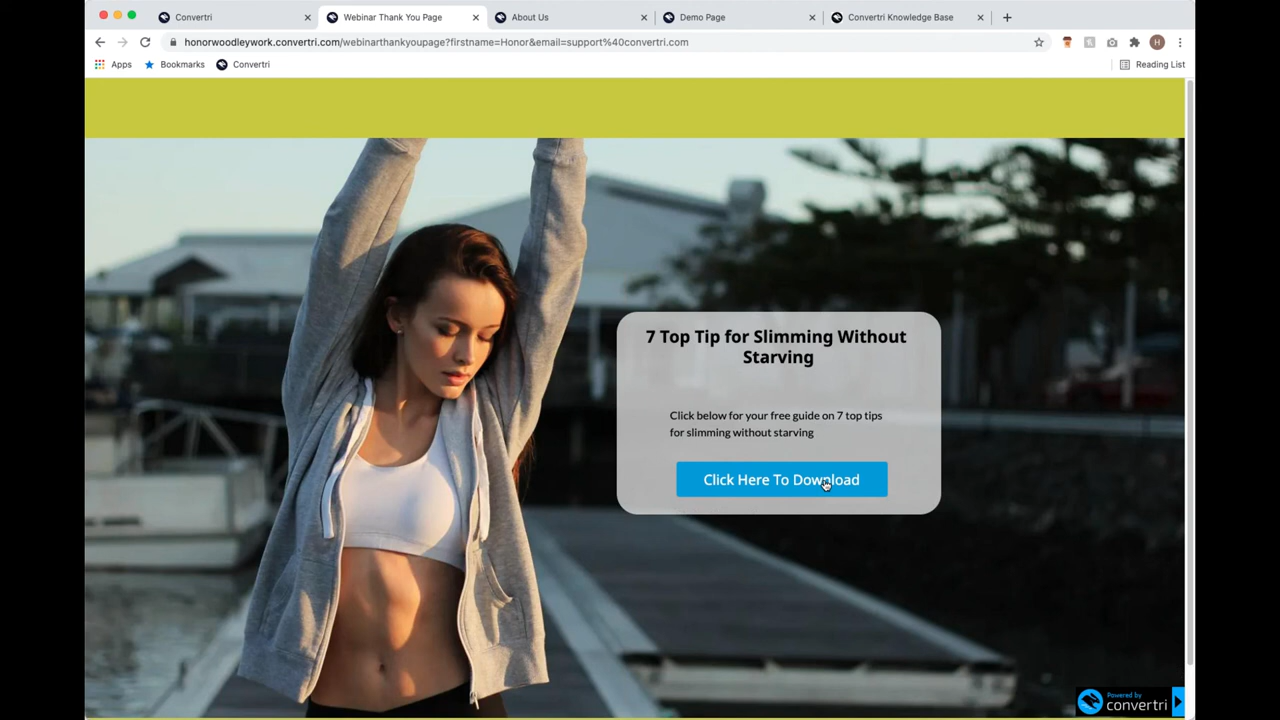 Convertri
Webinar Thank You Page
About Us
Demo Page
Convertri Knowledge Base
honorwoodleywork.convertri.com/webinarthankyoupage?firstname=Honor&email=support%40convertri.com
H
Apps
Bookmarks
Convertri
Reading List
7 Top Tip for Slimming Without
Starving
Click below for your free guide on 7 top tips
for slimming without starving
Click Here To Download
Powered by
convertri